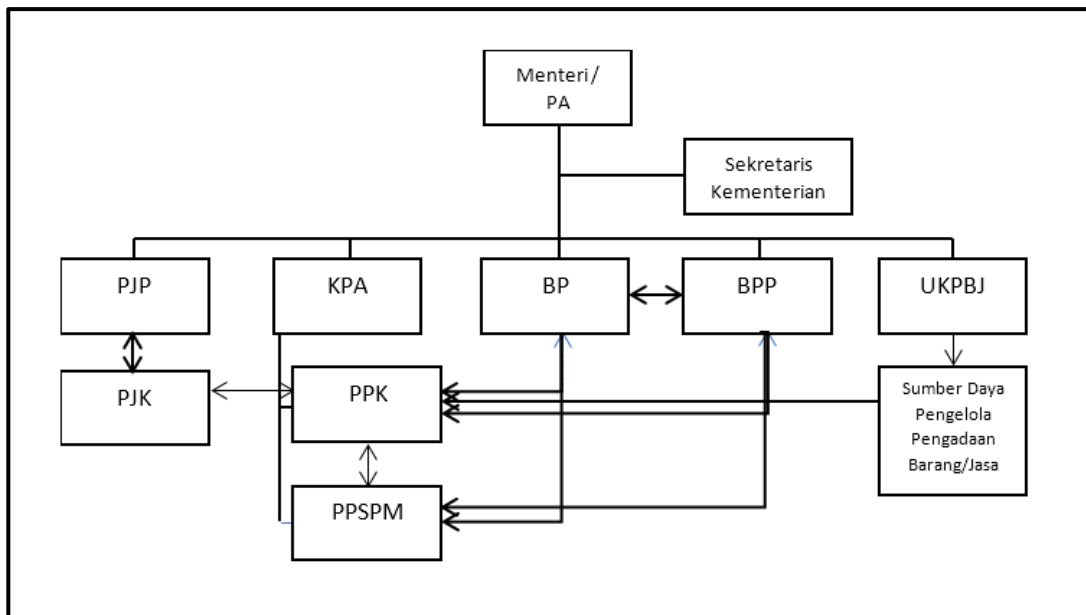 Menteri/
PA
Sekretaris
Kementerian
PJP
KPA
BP
BPP
UKPBJ
PJK
PPK
Sumber Daya
Pengelola
Pengadaan
Barang/Jasa
PPSPM